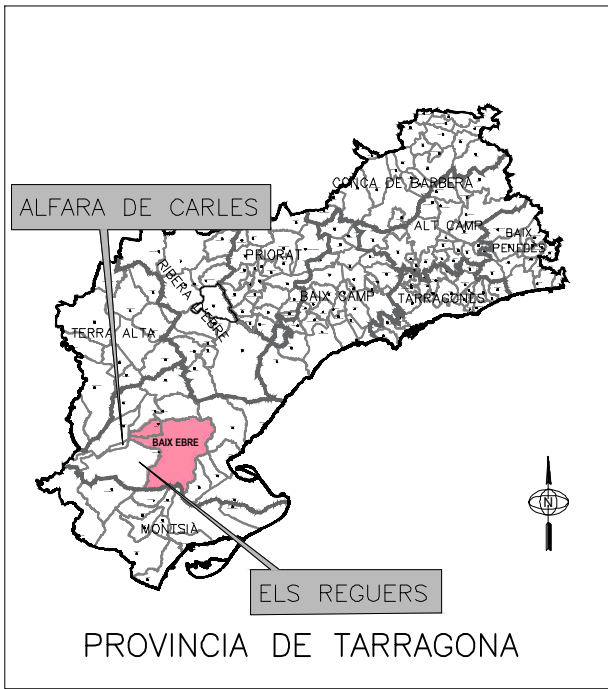 CONCA DE BARBERA
ALFARA DE CARLES
ALT CAMP
BAIX
PENEDES
PRIORAT
RIBERA D'EBRE
BAIX CAMP
TARRAGONES
TERRA ALTA
BAIX EBRE
N
MONTSIA
ELS REGUERS
PROVINCIA DE TARRAGONA